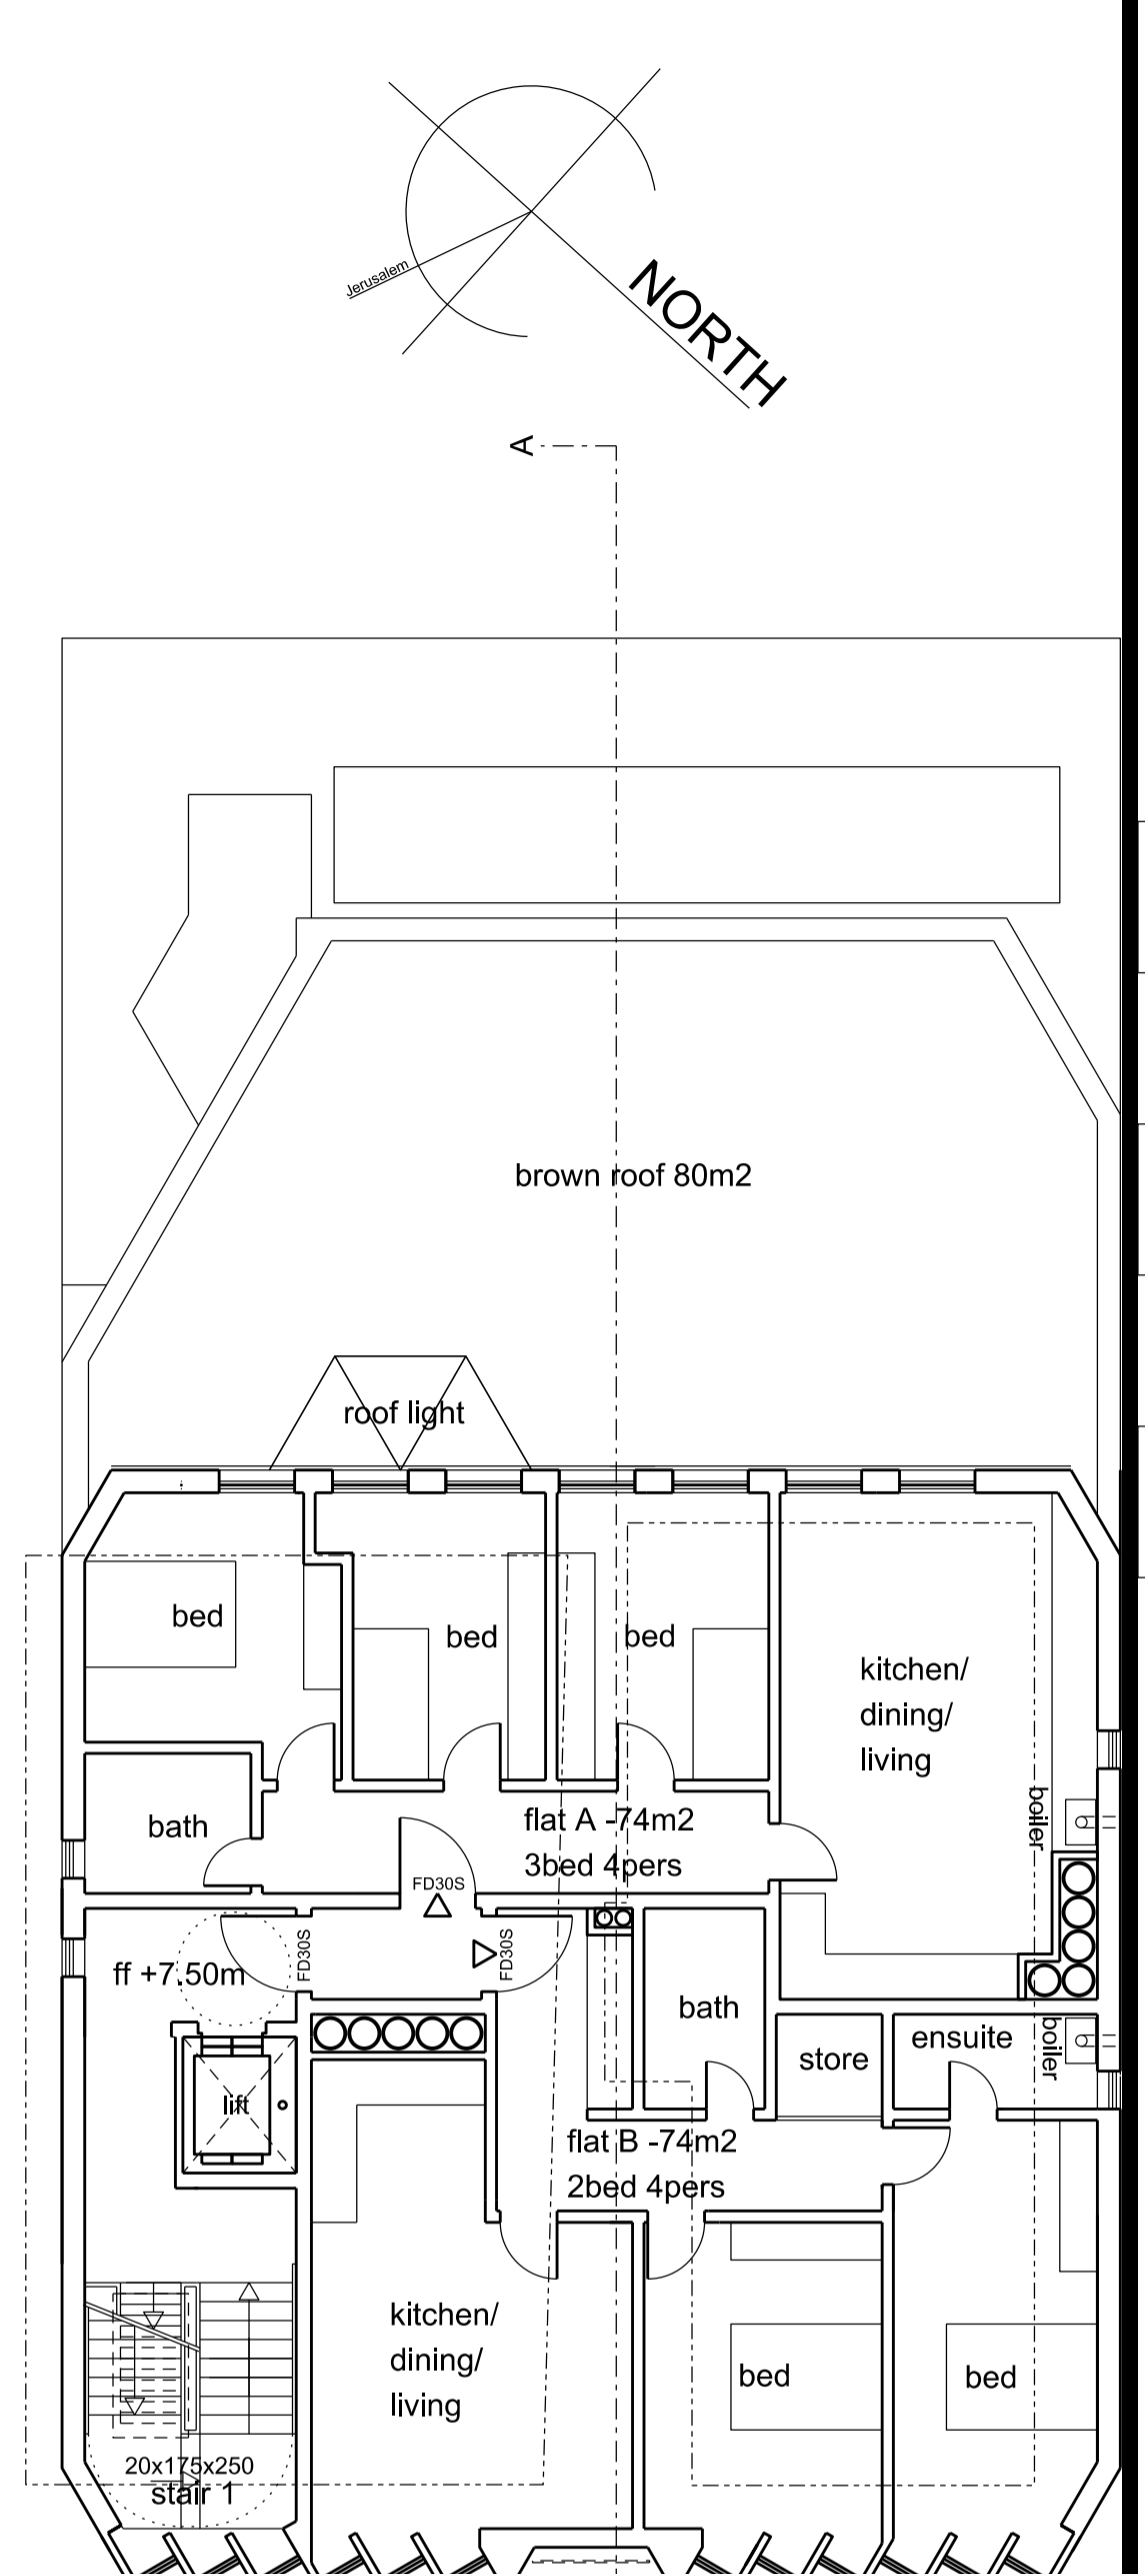 Jerusalem
NORTH
A
brown roof 80m2
roof light
bed
bed
bed
kitchen/
dining/
living
boiler
bath
flat A -74m2
3bed 4pers
FD30S
FD30S
FD30S
ff +7.50m
bath
store
ensuite
boiler
lift
flat B -74m2
2bed 4pers
kitchen/
dining/
living
bed
bed
20x175x250
stair 1